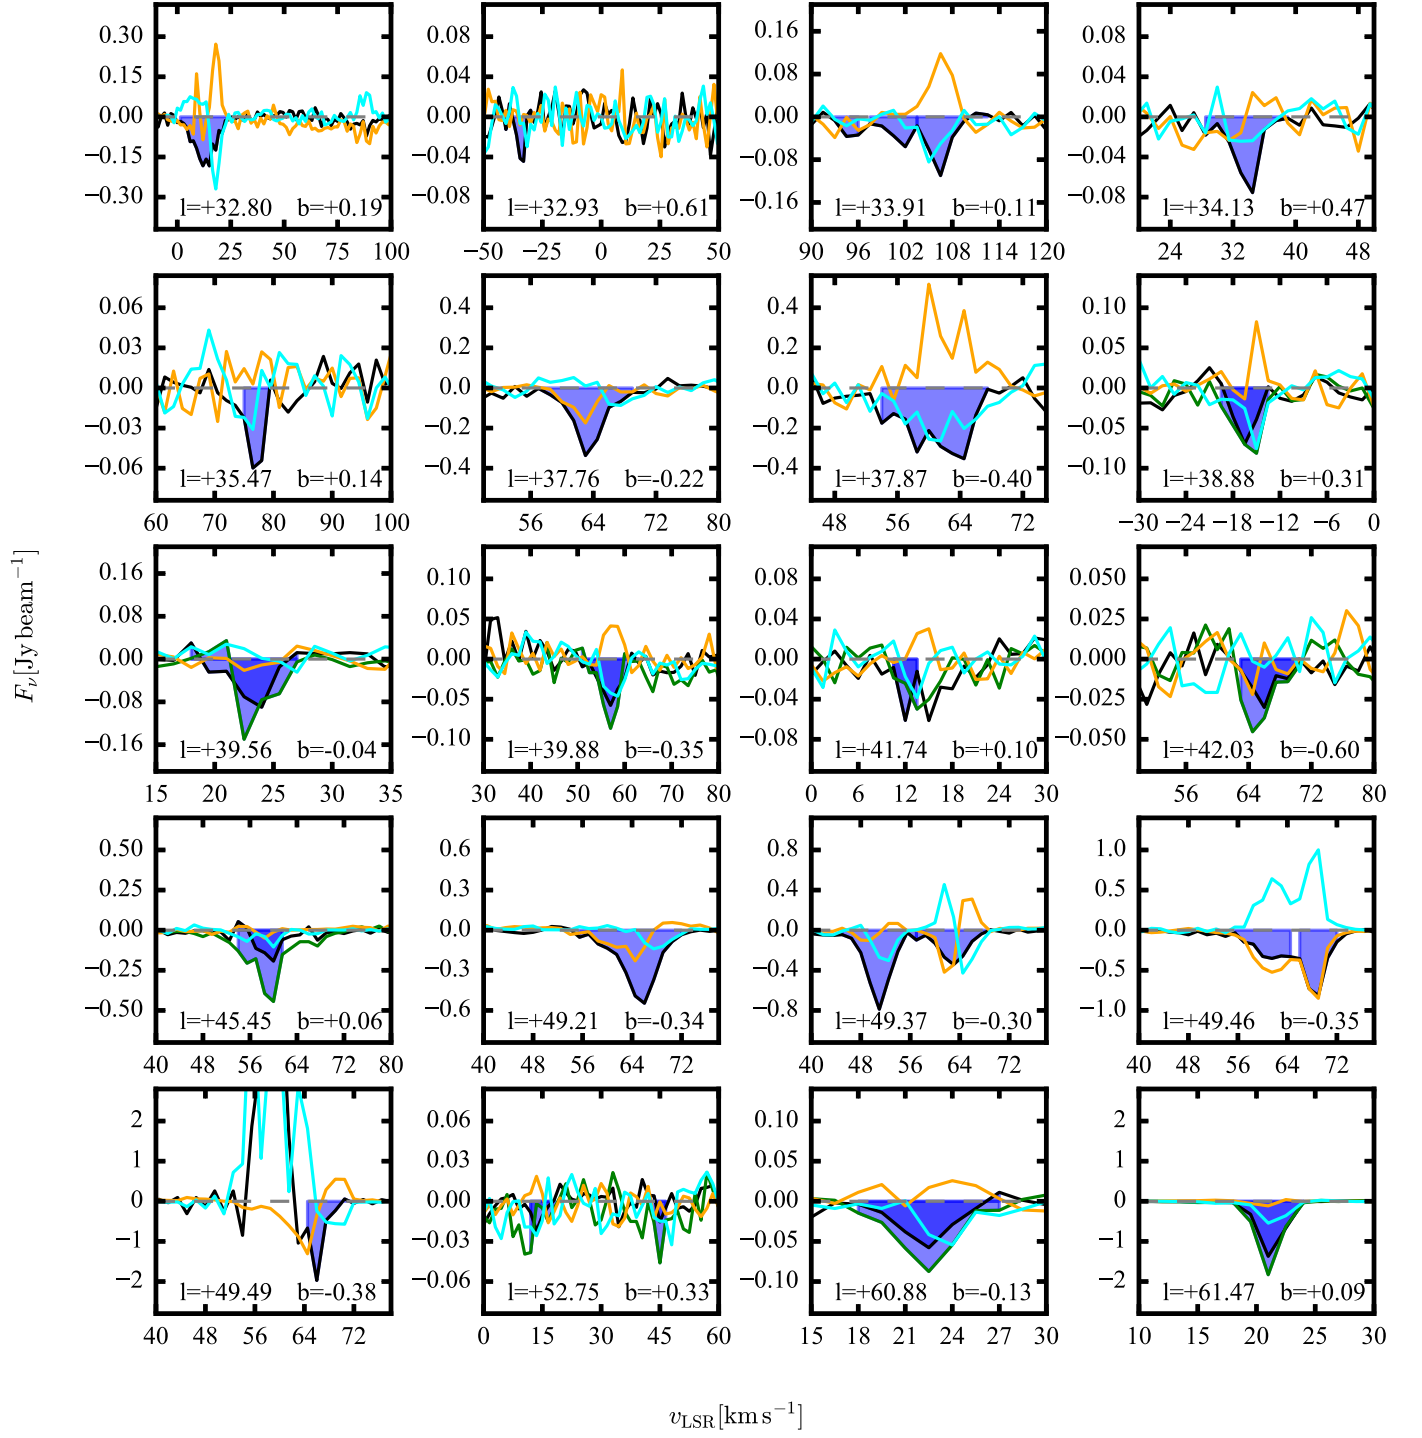 0.30 0.15 0.00 −0.15 −0.30 l=+32.80 b=+0.19 0 25 50 75 100
0.08 0.04 0.00 −0.04 −0.08 l=+32.93 b=+0.61 −50 −25 0 25 50
0.16 0.08 0.00 −0.08 −0.16 l=+33.91 b=+0.11 90 96 102 108 114 120
0.08 0.04 0.00 −0.04 −0.08 l=+34.13 b=+0.47 24 32 40 48
0.06 0.03 0.00 −0.03 −0.06 l=+35.47 b=+0.14 60 70 80 90 100
0.4 0.2 0.0 −0.2 −0.4 l=+37.76 b=−0.22 56 64 72 80
0.4 0.2 0.0 −0.2 −0.4 l=+37.87 b=−0.40 48 56 64 72
0.10 0.05 0.00 −0.05 −0.10 l=+38.88 b=+0.31 −30 −24 −18 −12 −6 0
0.16 0.08 0.00 −0.08 −0.16 l=+39.56 b=−0.04 15 20 25 30 35
0.10 0.05 0.00 −0.05 −0.10 l=+39.88 b=−0.35 30 40 50 60 70 80
0.08 0.04 0.00 −0.04 −0.08 l=+41.74 b=+0.10 0 6 12 18 24 30
0.050 0.025 0.000 −0.025 −0.050 l=+42.03 b=−0.60 56 64 72 80
0.50 0.25 0.00 −0.25 −0.50 l=+45.45 b=+0.06 40 48 56 64 72 80
0.6 0.3 0.0 −0.3 −0.6 l=+49.21 b=−0.34 40 48 56 64 72
0.8 0.4 0.0 −0.4 −0.8 l=+49.37 b=−0.30 40 48 56 64 72
1.0 0.5 0.0 −0.5 −1.0 l=+49.46 b=−0.35 40 48 56 64 72
2 1 0 −1 −2 l=+49.49 b=−0.38 40 48 56 64 72
0.06 0.03 0.00 −0.03 −0.06 l=+52.75 b=+0.33 0 15 30 45 60
0.10 0.05 0.00 −0.05 −0.10 l=+60.88 b=−0.13 15 18 21 24 27 30
2 1 0 −1 −2 l=+61.47 b=+0.09 10 15 20 25 30
F_ν[Jy beam⁻¹]
v_LSR[km s⁻¹]